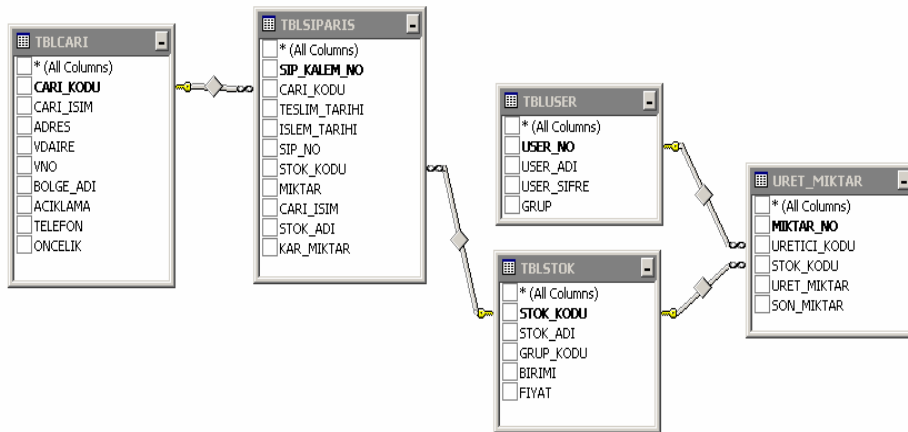 TBLCARI
* (All Columns)
CARI_KODU
CARI_ISIM
ADRES
VDAIRE
VNO
BOLGE_ADI
ACIKLAMA
TELEFON
ONCELIK
TBLSIPARIS
* (All Columns)
SIP_KALEM_NO
CARI_KODU
TESLIM_TARIHI
ISLEM_TARIHI
SIP_NO
STOK_KODU
MIKTAR
CARI_ISIM
STOK_ADI
KAR_MIKTAR
TBLUSER
* (All Columns)
USER_NO
USER_ADI
USER_SIFRE
GRUP
TBLSTOK
* (All Columns)
STOK_KODU
STOK_ADI
GRUP_KODU
BIRIMI
FIYAT
URET_MIKTAR
* (All Columns)
MIKTAR_NO
URETICI_KODU
STOK_KODU
URET_MIKTAR
SON_MIKTAR